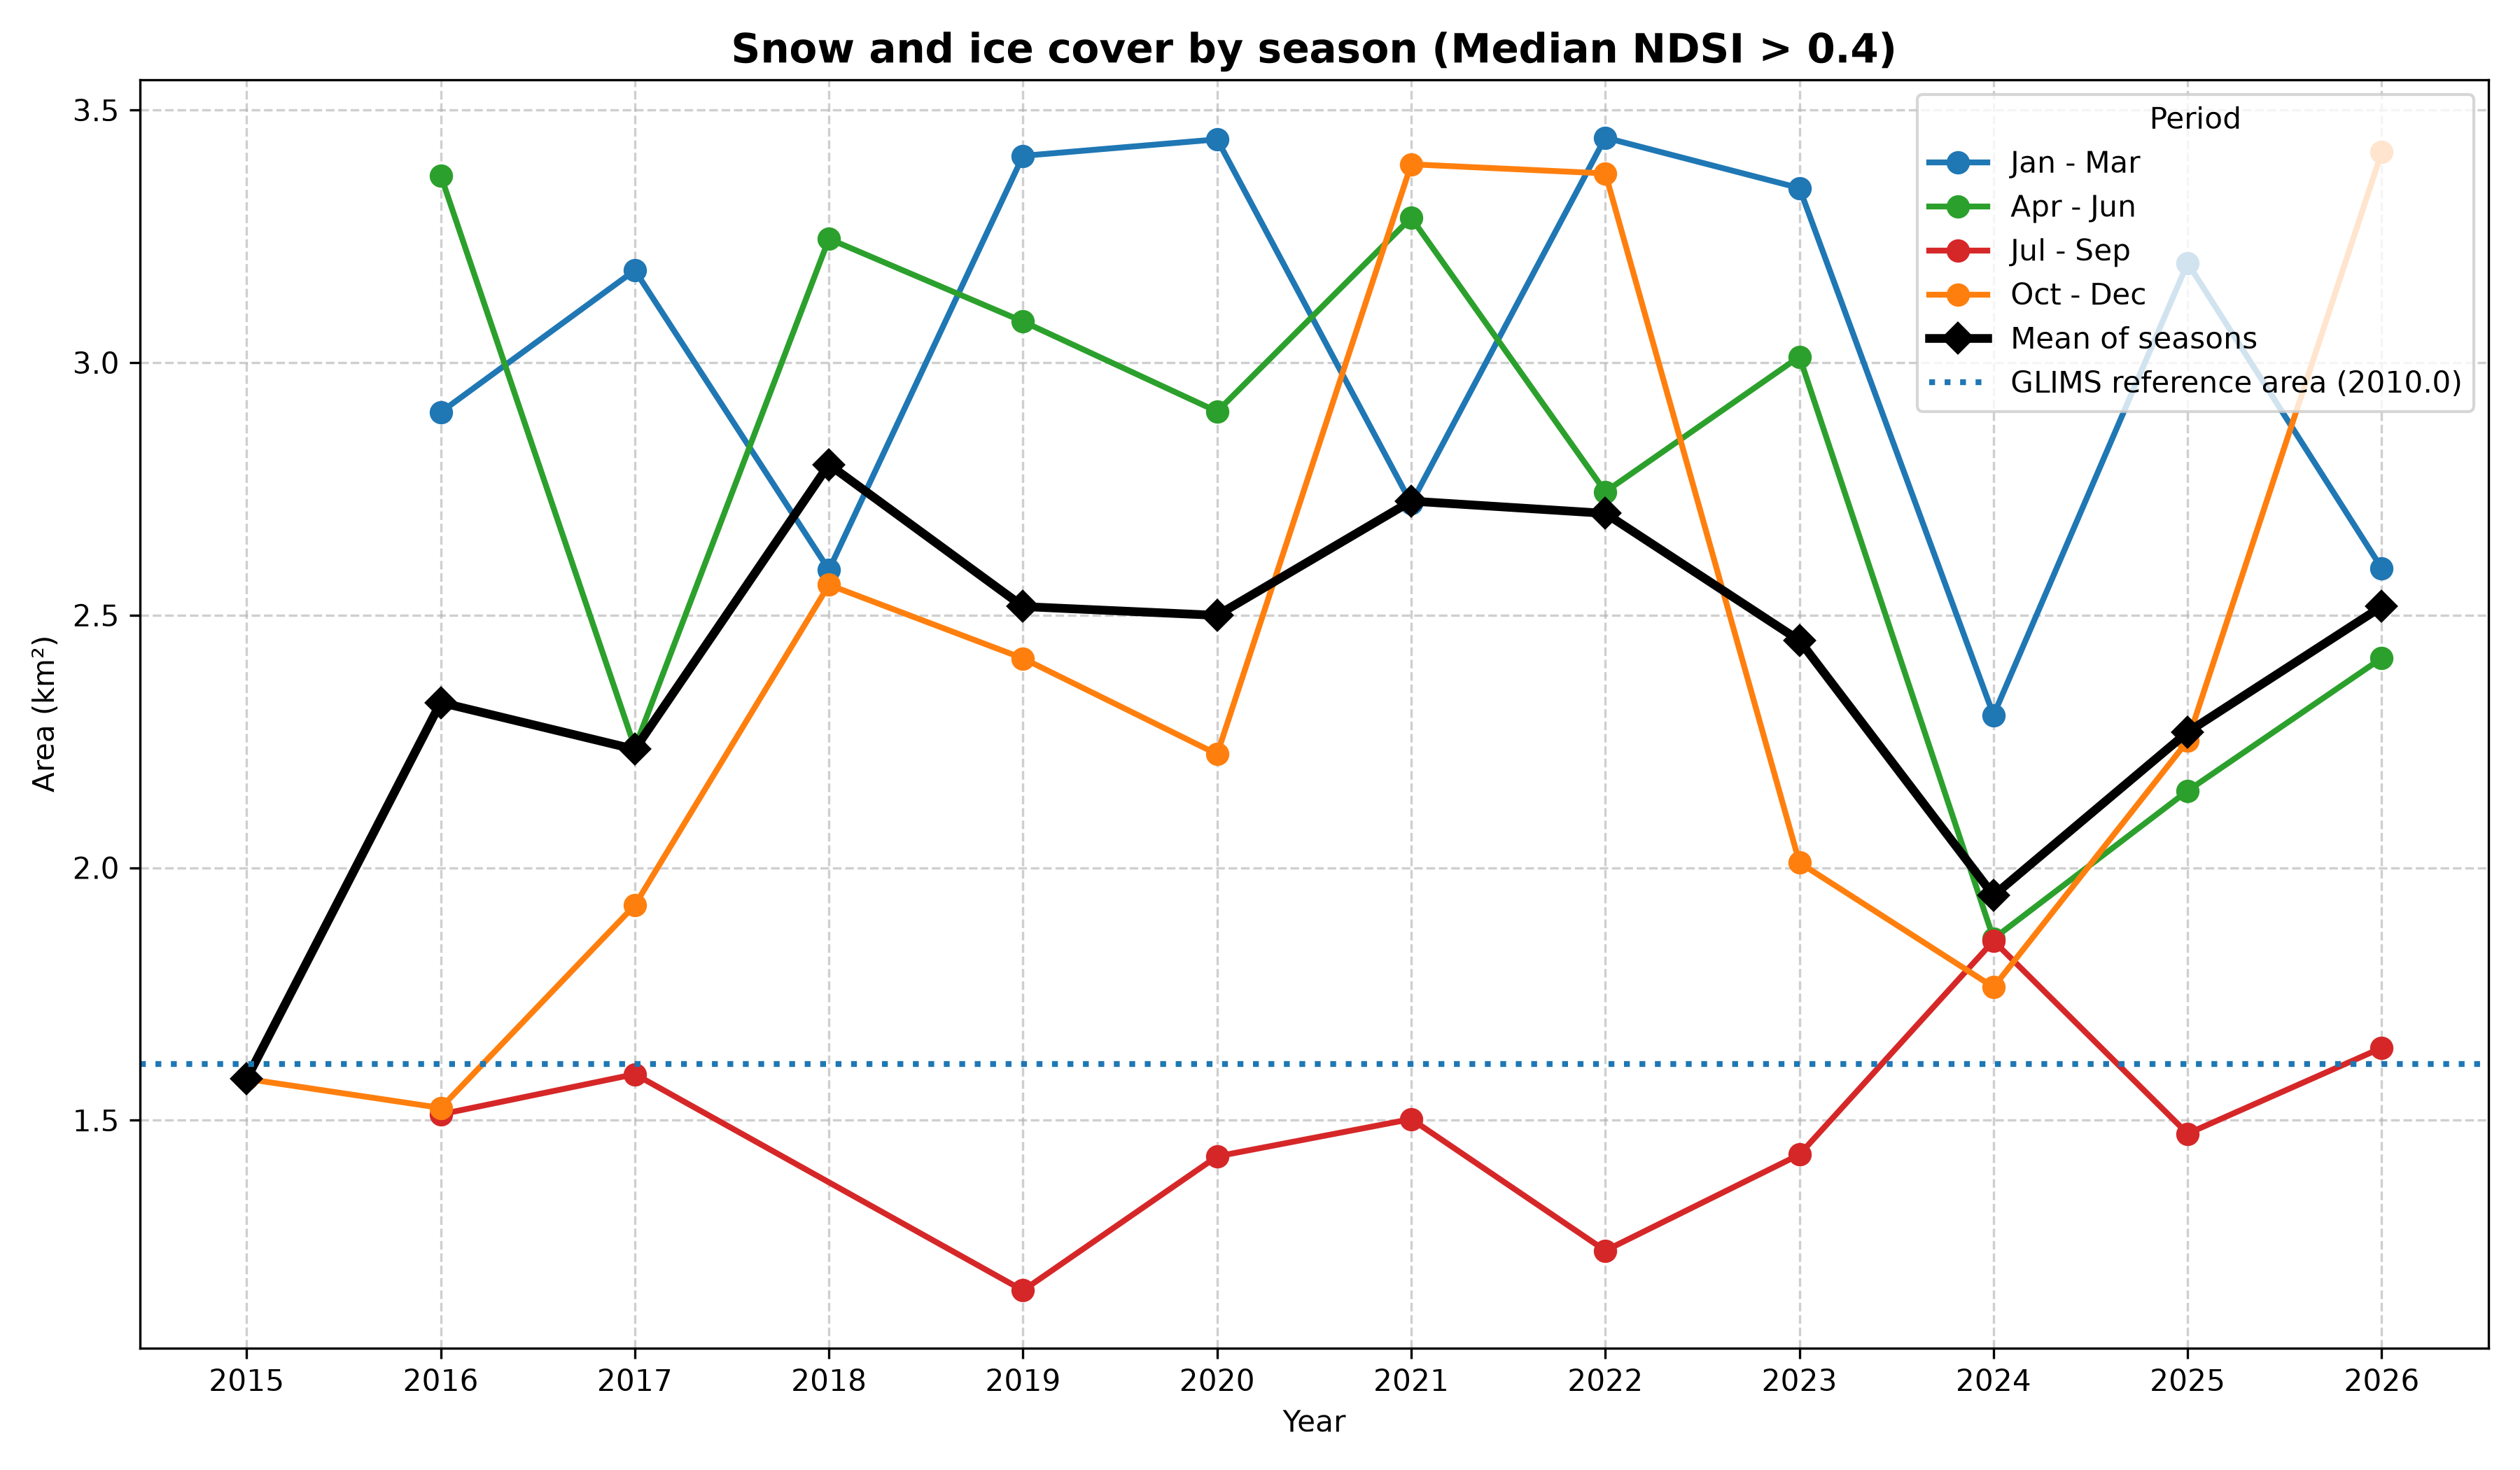 Snow and ice cover by season (Median NDSI > 0.4)
Period
Jan - Mar
Apr - Jun
Jul - Sep
Oct - Dec
Mean of seasons
GLIMS reference area (2010.0)
Area (km²)
3.5
3.0
2.5
2.0
1.5
2015 2016 2017 2018 2019 2020 2021 2022 2023 2024 2025 2026
Year